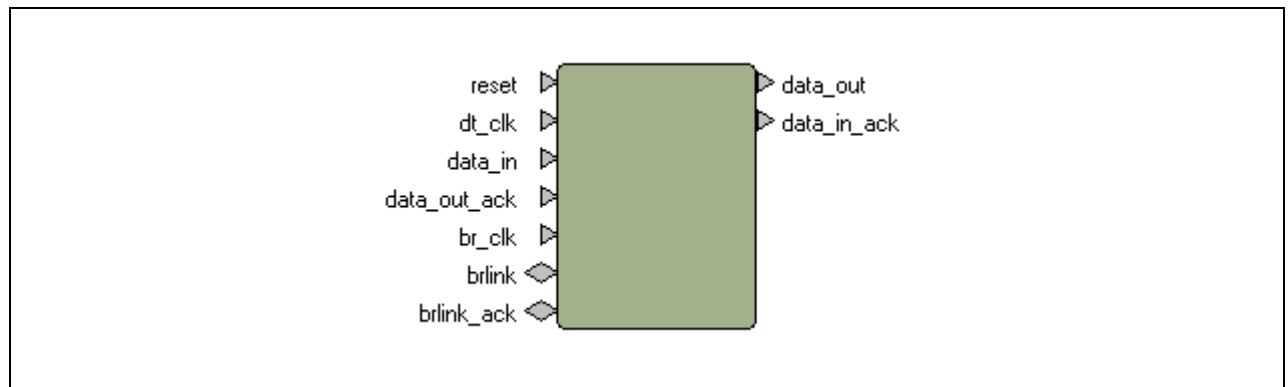 reset
dt_clk
data_in
data_out_ack
br_clk
brlink
brlink_ack
data_out
data_in_ack